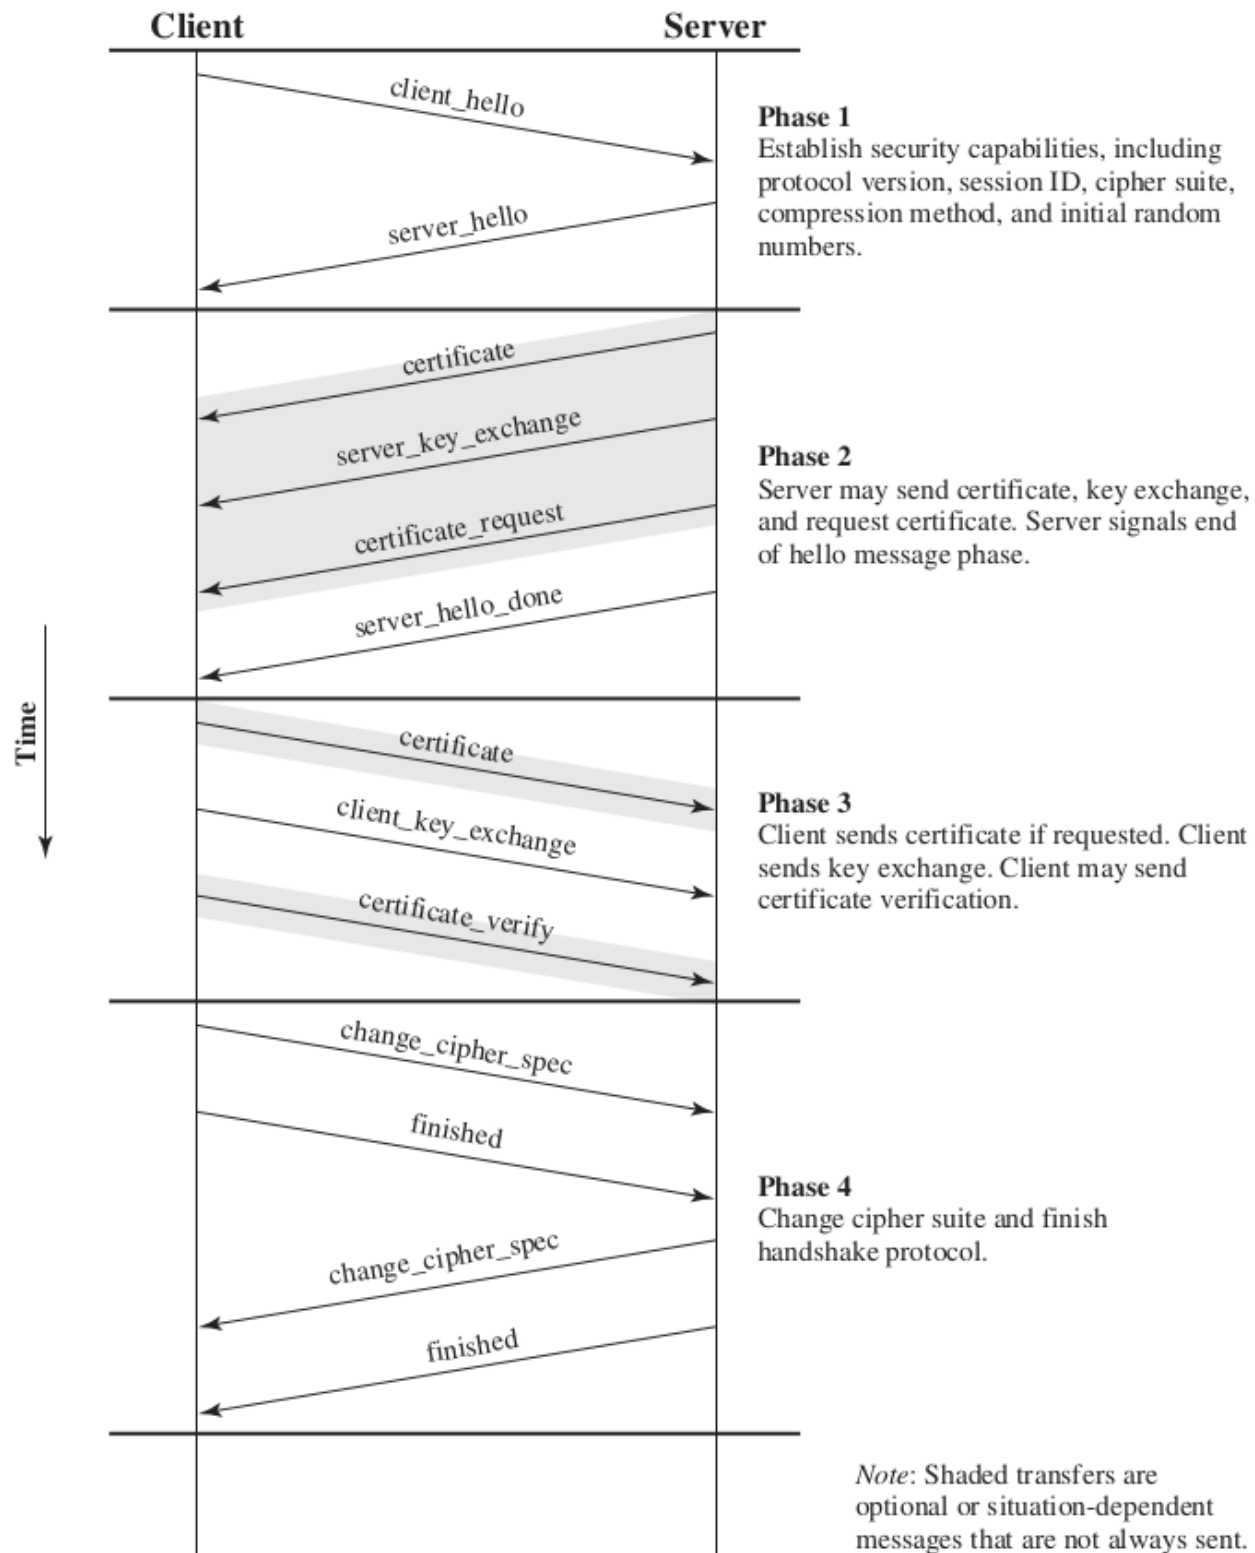 Client
Server
client_hello
server_hello
Phase 1
Establish security capabilities, including
protocol version, session ID, cipher suite,
compression method, and initial random
numbers.
certificate
server_key_exchange
certificate_request
server_hello_done
Phase 2
Server may send certificate, key exchange,
and request certificate. Server signals end
of hello message phase.
Time
certificate
client_key_exchange
certificate_verify
Phase 3
Client sends certificate if requested. Client
sends key exchange. Client may send
certificate verification.
change_cipher_spec
finished
change_cipher_spec
finished
Phase 4
Change cipher suite and finish
handshake protocol.
Note: Shaded transfers are
optional or situation-dependent
messages that are not always sent.